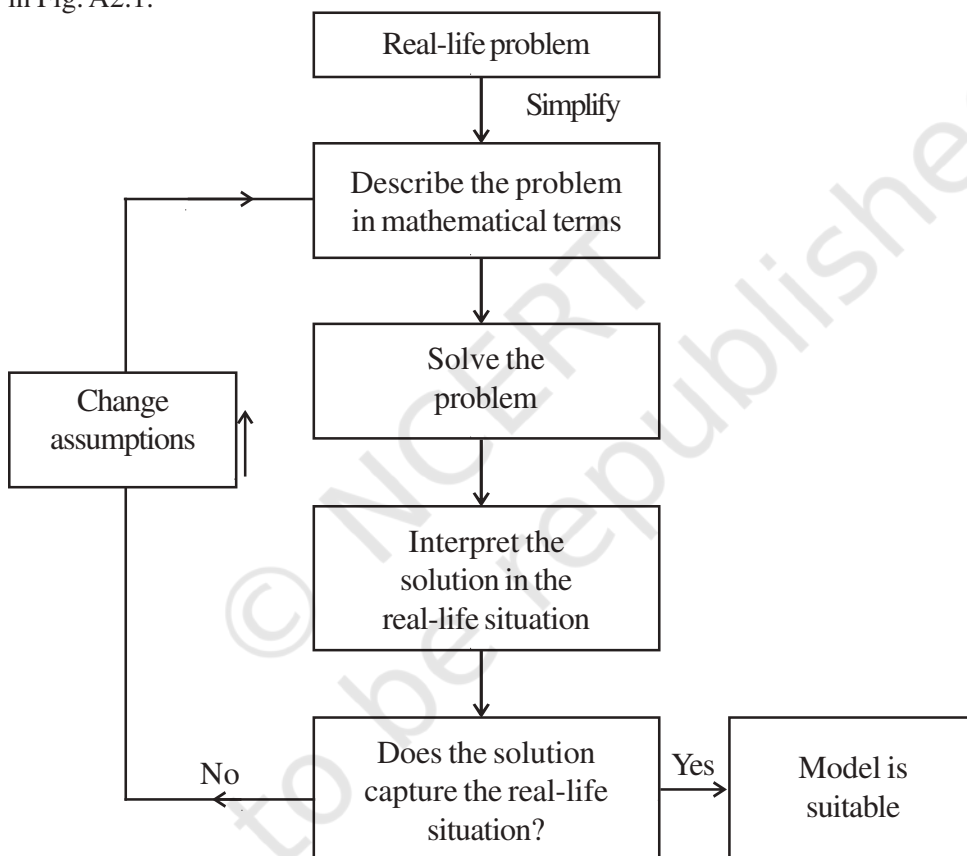 in Fig. A2.1.
Real-life problem
Simplify
Describe the problem
in mathematical terms
Solve the
problem
Change
assumptions
Interpret the
solution in the
real-life situation
Does the solution
capture the real-life
situation?
No
Yes
Model is
suitable
© NCERT
to be republishe